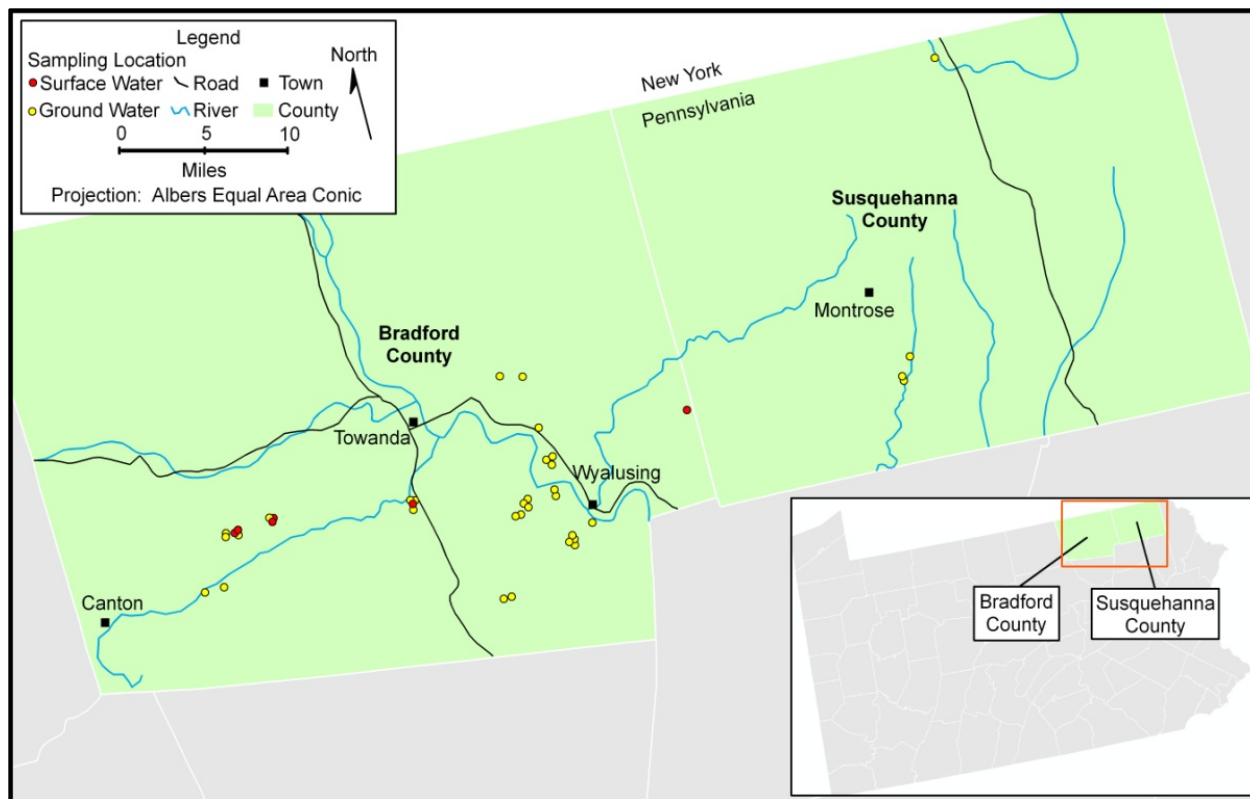 Legend
Sampling Location
Surface Water
Road
Town
Ground Water
River
County
North
0 5 10
Miles
Projection: Albers Equal Area Conic
New York
Pennsylvania
Susquehanna
County
Montrose
Bradford
County
Towanda
Wyalusing
Canton
Bradford
County
Susquehanna
County